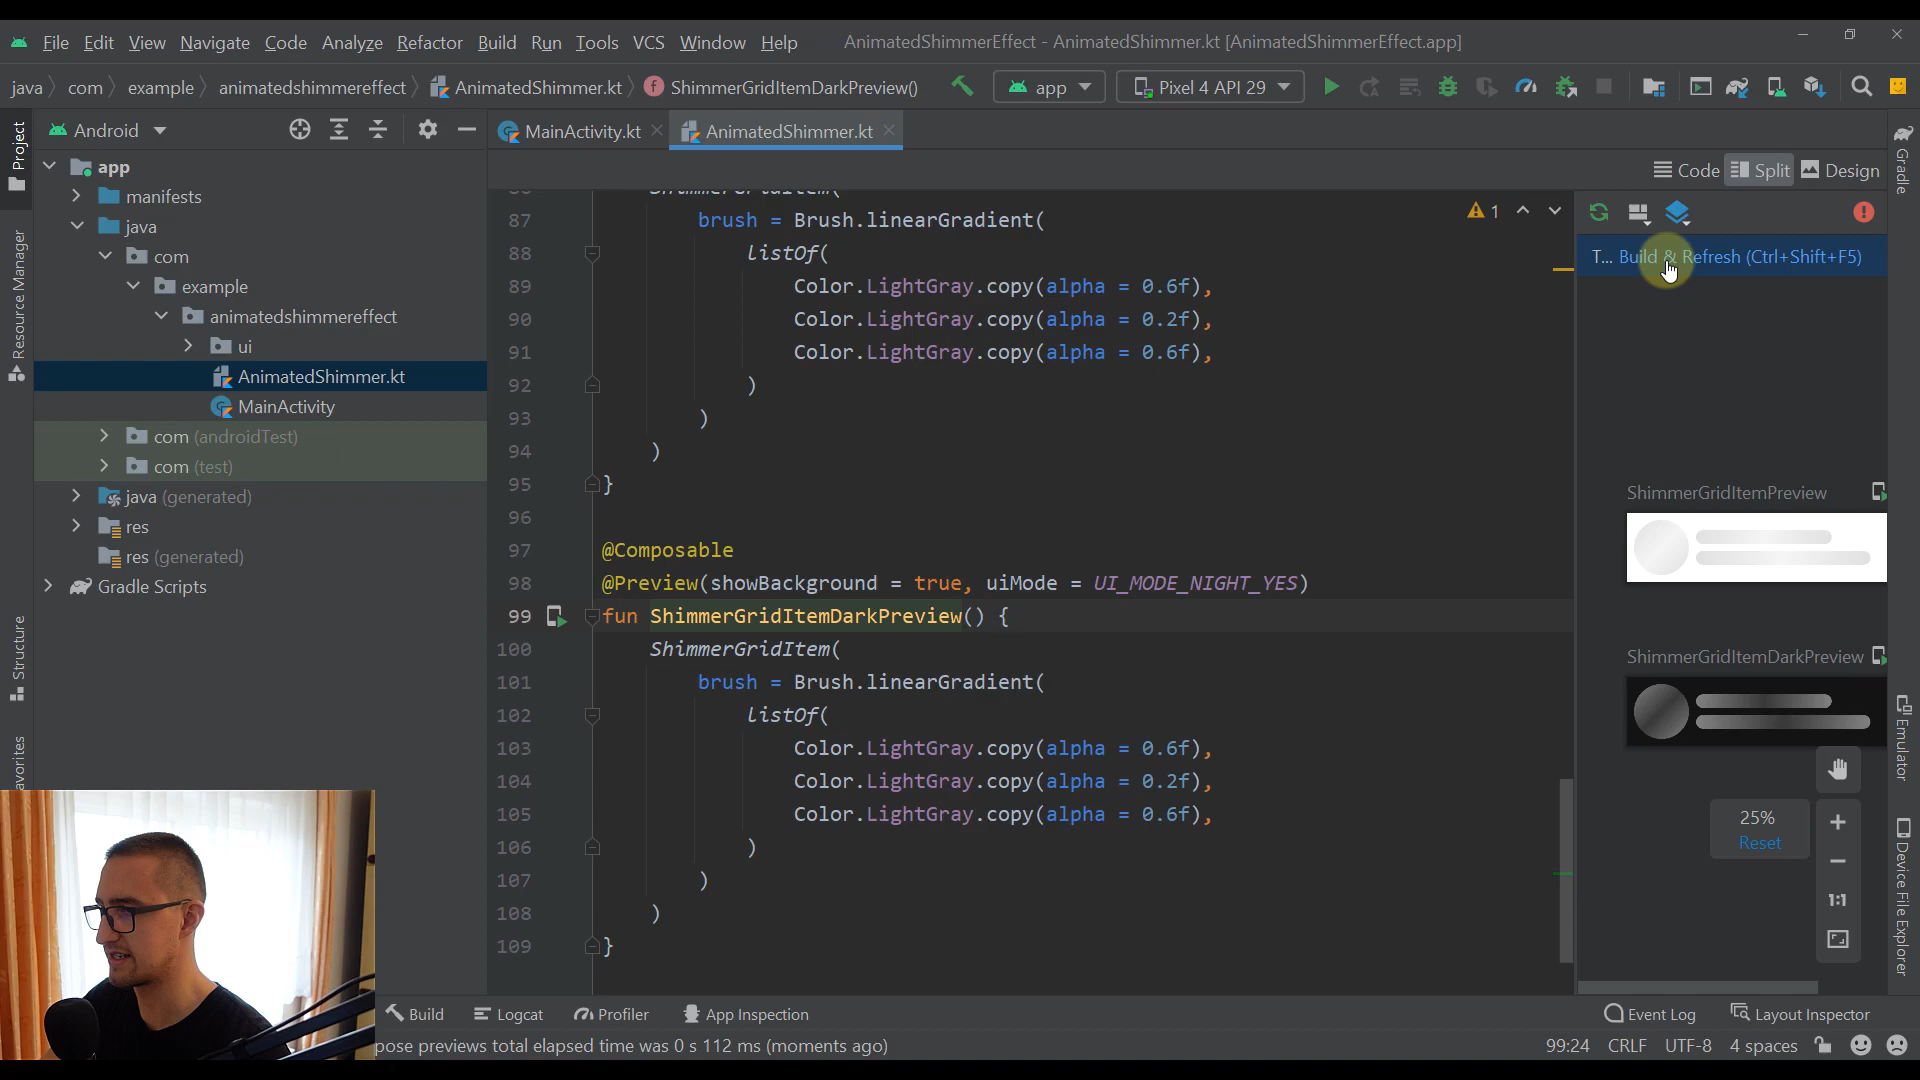 File Edit View Navigate Code Analyze Refactor Build Run Tools VCS Window Help AnimatedShimmerEffect - AnimatedShimmer.kt [AnimatedShimmerEffect.app]
java com example animatedshimmereffect AnimatedShimmer.kt ShimmerGridItemDarkPreview() app Pixel 4 API 29
Android
MainActivity.kt AnimatedShimmer.kt
Code Split Design
Project
Resource Manager
Structure
avorites
app
manifests
java
com
example
animatedshimmereffect
ui
AnimatedShimmer.kt
MainActivity
com (androidTest)
com (test)
java (generated)
res
res (generated)
Gradle Scripts
1
87 brush = Brush.linearGradient(
88 listOf(
89 Color.LightGray.copy(alpha = 0.6f),
90 Color.LightGray.copy(alpha = 0.2f),
91 Color.LightGray.copy(alpha = 0.6f),
92 )
93 )
94 )
95 }
96
97 @Composable
98 @Preview(showBackground = true, uiMode = UI_MODE_NIGHT_YES)
99 fun ShimmerGridItemDarkPreview() {
100 ShimmerGridItem(
101 brush = Brush.linearGradient(
102 listOf(
103 Color.LightGray.copy(alpha = 0.6f),
104 Color.LightGray.copy(alpha = 0.2f),
105 Color.LightGray.copy(alpha = 0.6f),
106 )
107 )
108 )
109 }
T... Build & Refresh (Ctrl+Shift+F5)
ShimmerGridItemPreview
ShimmerGridItemDarkPreview
25%
Reset
1:1
Gradle
Emulator
Device File Explorer
Build Logcat Profiler App Inspection Event Log Layout Inspector
pose previews total elapsed time was 0 s 112 ms (moments ago) 99:24 CRLF UTF-8 4 spaces